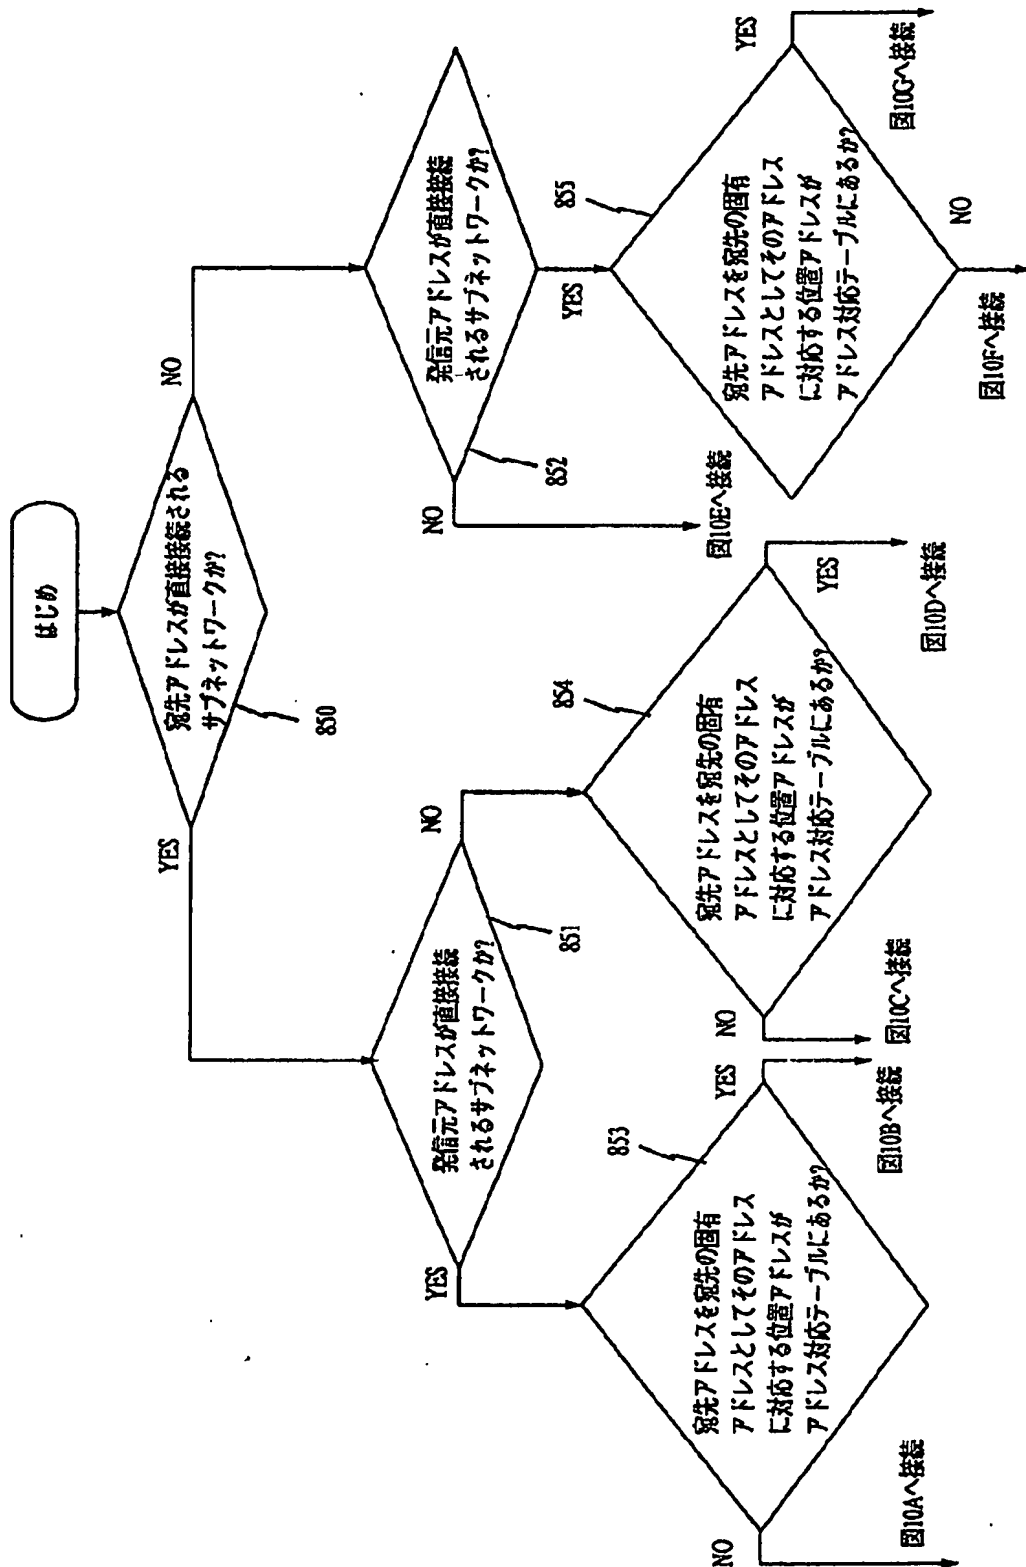 はじめ
宛先アドレスが直接接続される
サブネットワークか?
850
YES
NO
発信元アドレスが直接接続
されるサブネットワークか?
851
YES
NO
発信元アドレスが直接接続
されるサブネットワークか?
852
NO
YES
図10Eへ接続
宛先アドレスを宛先の固有
アドレスとしてそのアドレス
に対応する位置アドレスが
アドレス対応テーブルにあるか?
853
NO
YES
図10Aへ接続
図10Bへ接続
宛先アドレスを宛先の固有
アドレスとしてそのアドレス
に対応する位置アドレスが
アドレス対応テーブルにあるか?
854
NO
YES
図10Cへ接続
図10Dへ接続
宛先アドレスを宛先の固有
アドレスとしてそのアドレス
に対応する位置アドレスが
アドレス対応テーブルにあるか?
855
NO
YES
図10Fへ接続
図10Gへ接続